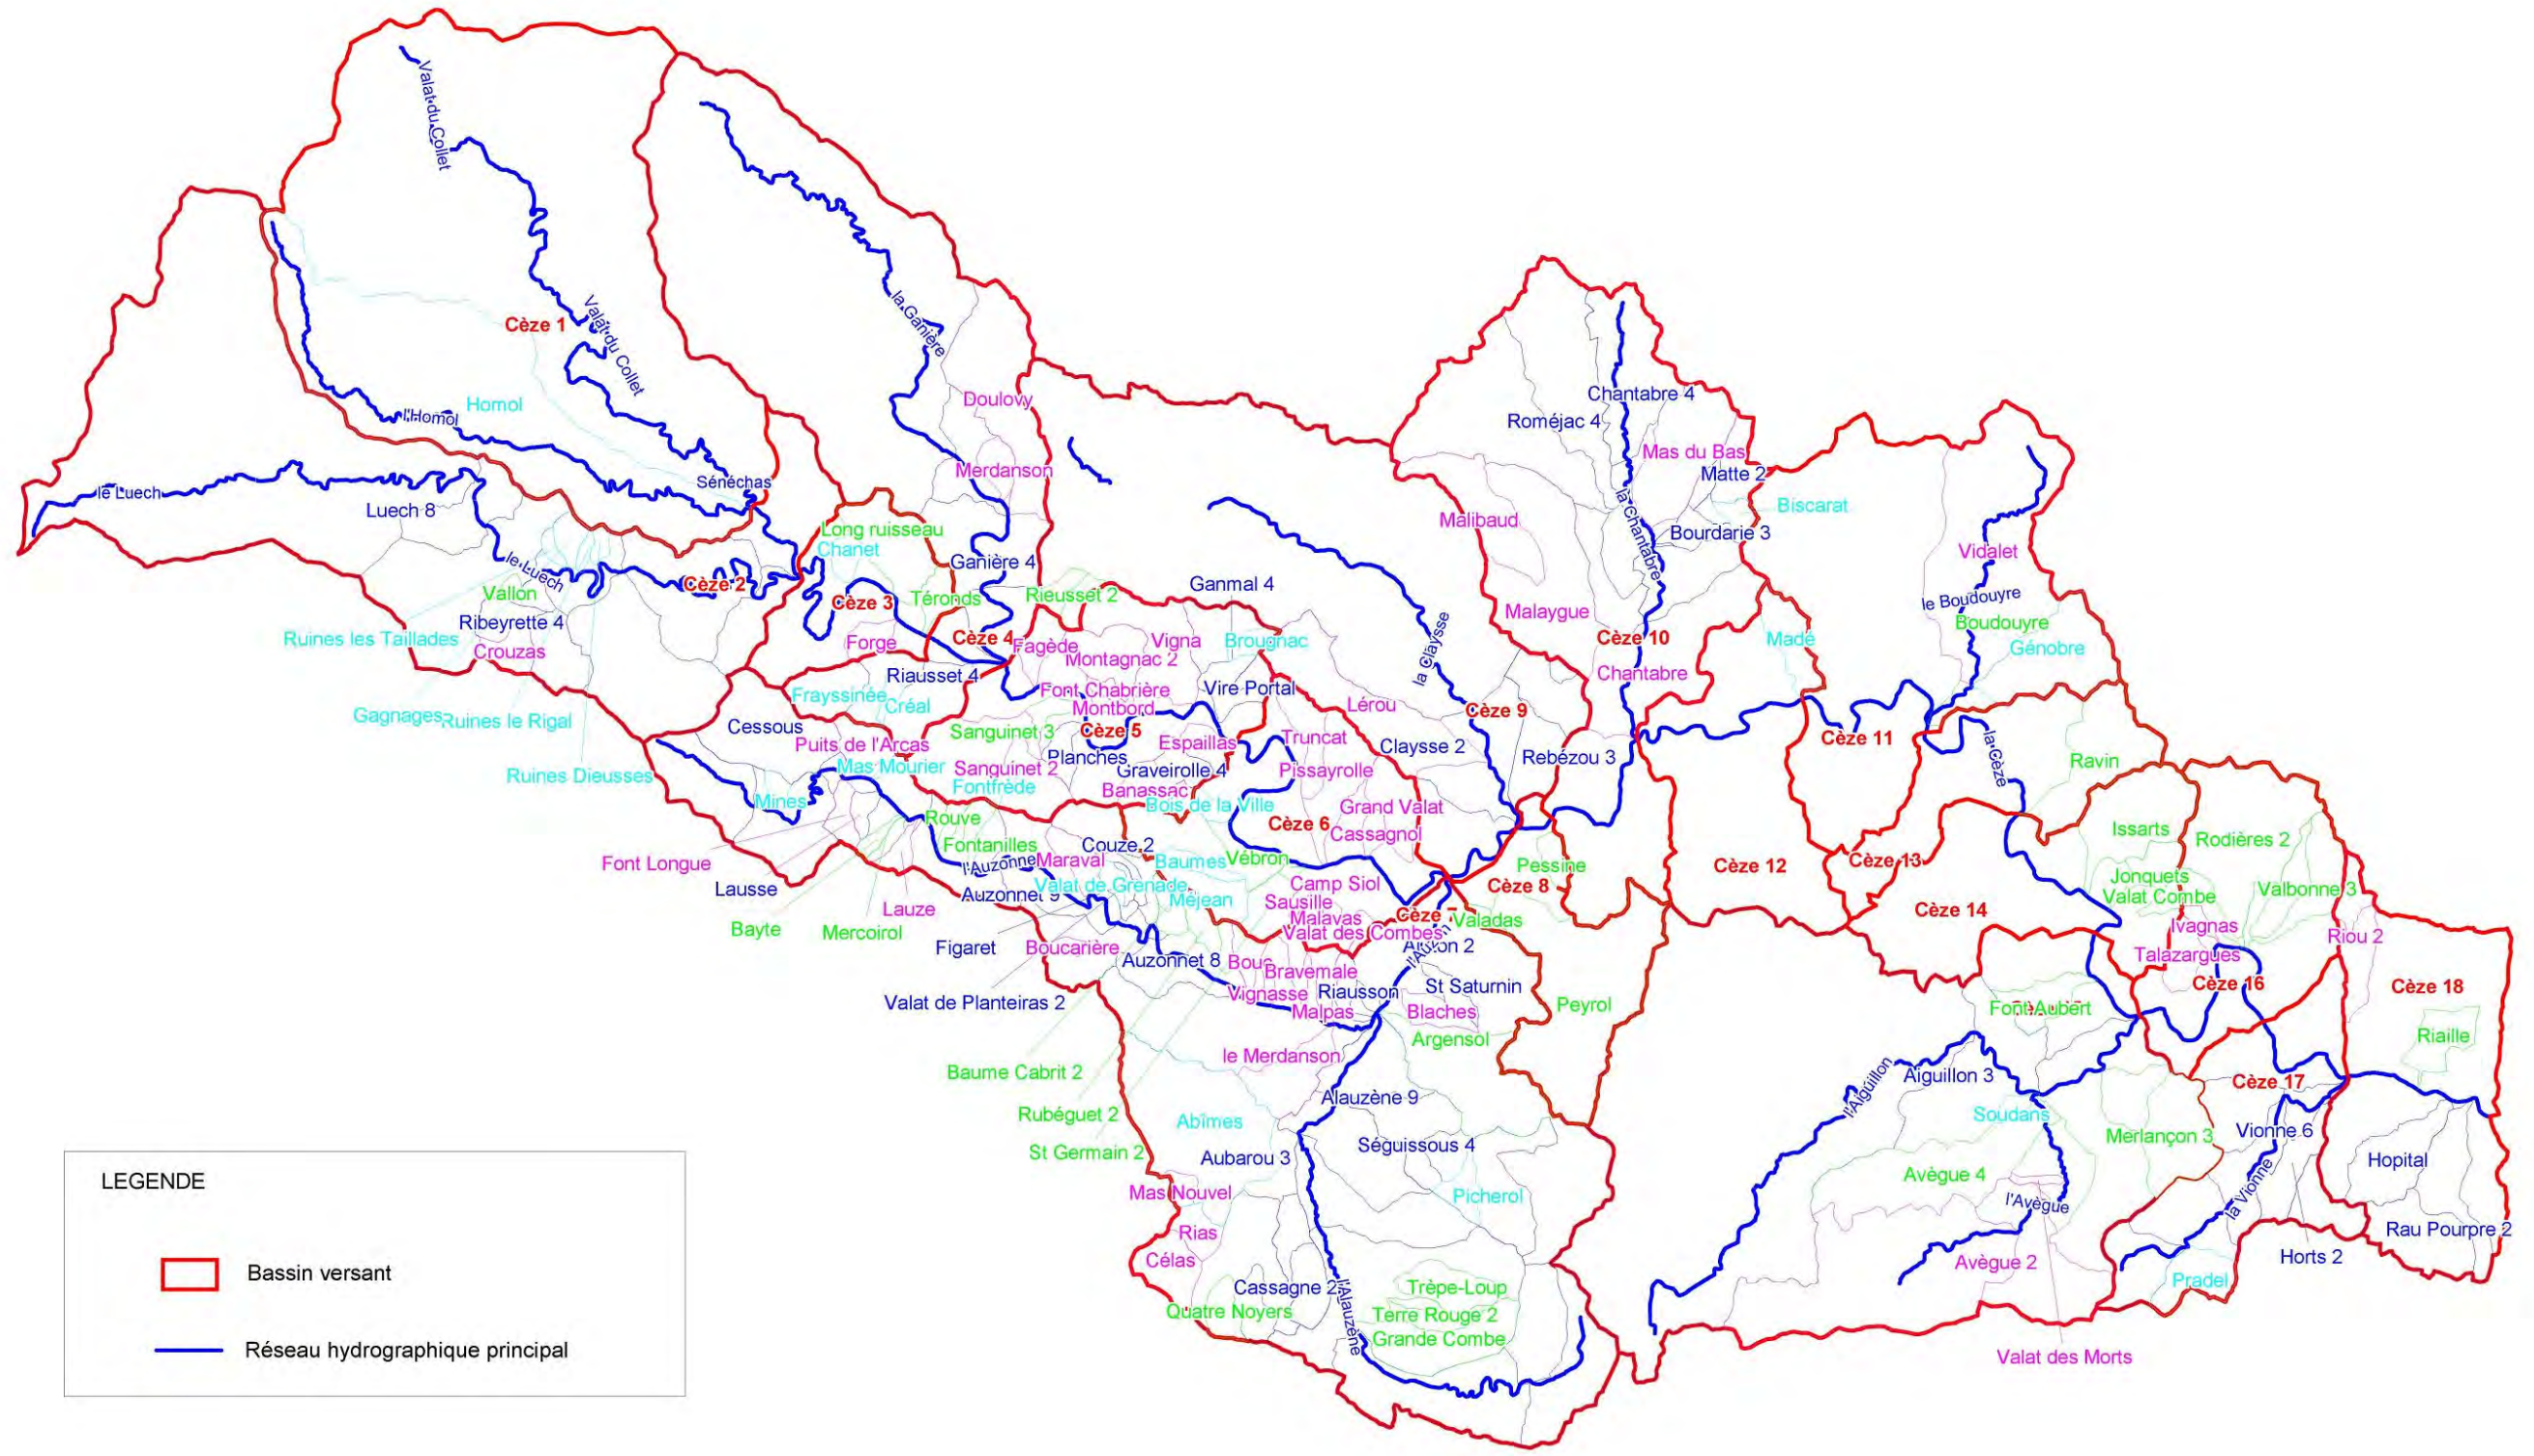 Valat du Collet
la Ganière
Cèze 1
Valat du Collet
Homol
l'Homol
Doulovy
Chantabre 4
Roméjac 4
Mas du Bas
Merdanson
Matte 2
Sénéchas
le Luech
Luech 8
Biscarat
Malibaud
Bourdarie 3
la Chantabre
Long ruisseau
Chanet
Ganière 4
Vidalet
le Luech
Cèze 2
Ganmal 4
Vallon
Cèze 3
Téronds
Rieusset 2
le Boudouyre
Malaygue
Ribeyrette 4
Boudouyre
Ruines les Taillades
Crouzas
Forge
Cèze 4
Fagède
Vigna
Brougnac
la Claysse
Cèze 10
Madé
Génobre
Montagnac 2
Riausset 4
Chantabre
Frayssinée
Créal
Font Chabrière
Vire Portal
Montbord
Lérou
Cèze 9
Gagnages
Ruines le Rigal
Cessous
Sanguinet 3
Cèze 5
Cèze 11
Puits de l'Arcas
Espaillas
Truncat
Claysse 2
Rebézou 3
la Cèze
Planches
Ravin
Mas Mourier
Sanguinet 2
Graveirolle 4
Pissayrolle
Ruines Dieusses
Fontfrède
Banassac
Mines
Bois de la Ville
Grand Valat
Rouve
Cèze 6
Cassagnol
Issarts
Rodières 2
Fontanilles
Couze 2
Font Longue
l'Auzonne
Maraval
Baumes
Vébron
Pessine
Cèze 12
Cèze 13
Jonquets
Lausse
Valat de Grenade
Camp Siol
Cèze 8
Valat Combe
Valbonne 3
Auzonnet 9
Méjean
Sausille
Lauze
Malavas
Cèze
Valadas
Cèze 14
Bayte
Mercoirol
Valat des Combes
Ivagnas
Riou 2
Figaret
Boucarière
Talazargues
Auzonnet 8
Bouc
Bravemale
St Saturnin
Cèze 16
Cèze 18
Valat de Planteiras 2
Vignasse
Riausson
Malpas
Blaches
Peyrol
Font Aubert
Argensol
Riaille
le Merdanson
Baume Cabrit 2
l'Aiguillon
Aiguillon 3
Cèze 17
Alauzène 9
Rubéguet 2
Abîmes
Soudans
Merlançon 3
Vionne 6
St Germain 2
Aubarou 3
Séguissous 4
Hopital
Avègue 4
Mas Nouvel
Picherol
l'Avègue
la Vionne
Rias
Rau Pourpre 2
Célas
Avègue 2
Horts 2
Cassagne 2
l'Alauzène
Trèpe-Loup
Pradel
Quatre Noyers
Terre Rouge 2
Grande Combe
Valat des Morts
LEGENDE
Bassin versant
Réseau hydrographique principal